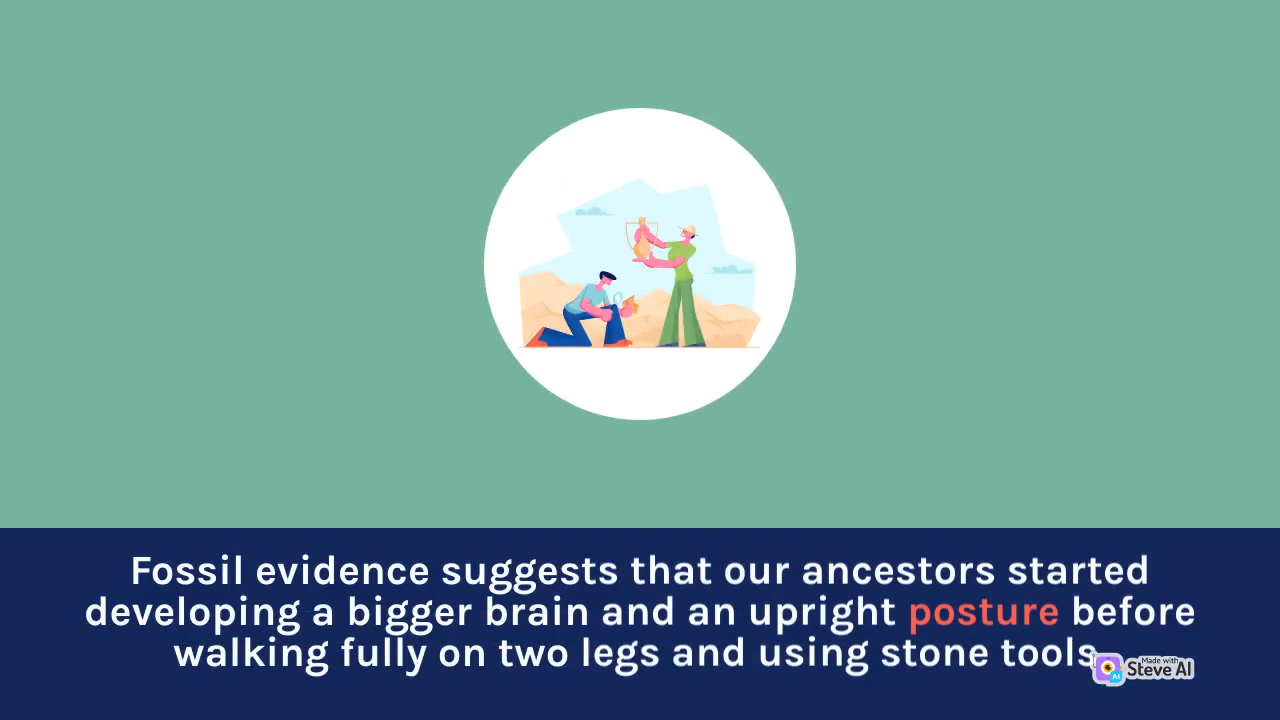 Fossil evidence suggests that our ancestors started
developing a bigger brain and an upright posture before
walking fully on two legs and using stone tools.
Made with
Steve AI
AI